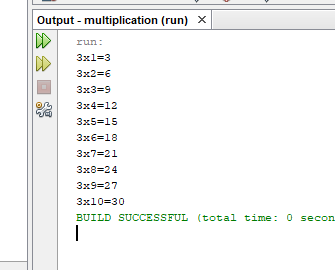 Output - multiplication (run)
run:
3x1=3
3x2=6
3x3=9
3x4=12
3x5=15
3x6=18
3x7=21
3x8=24
3x9=27
3x10=30
BUILD SUCCESSFUL (total time: 0 secon